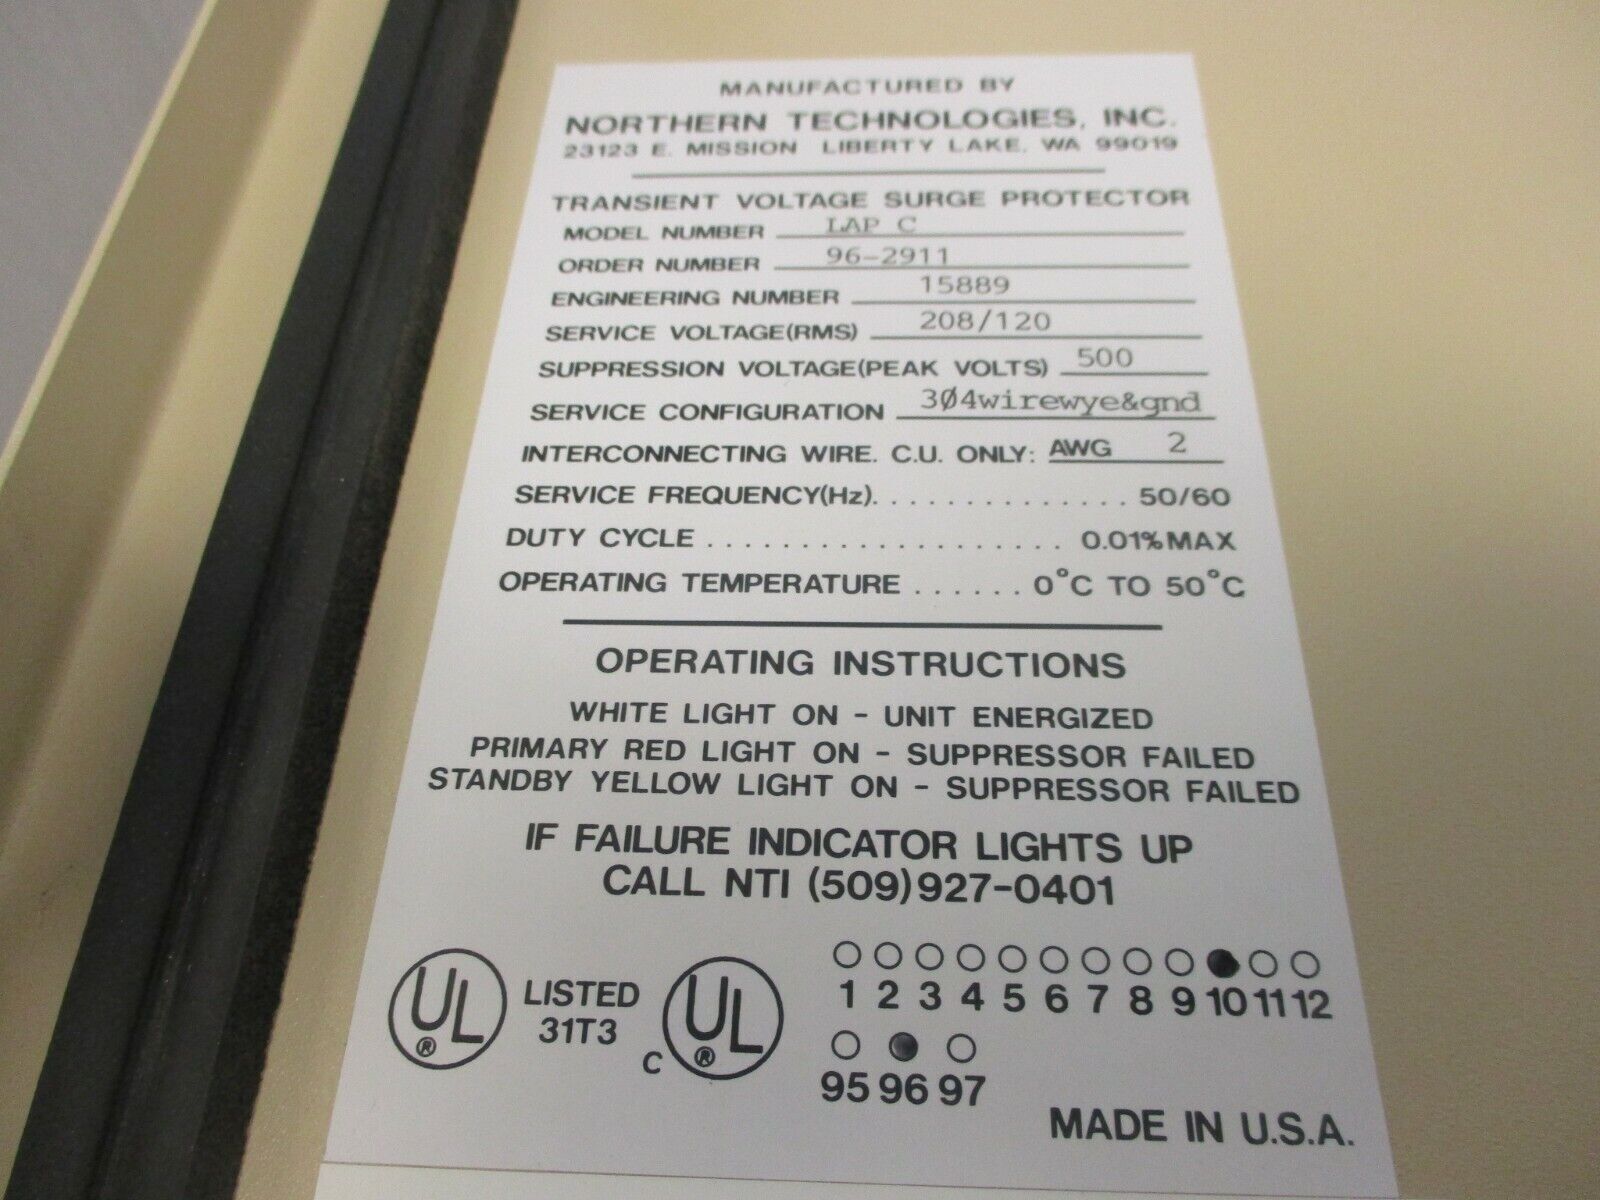 MANUFACTURED BY
NORTHERN TECHNOLOGIES, INC.
23123 E. MISSION LIBERTY LAKE, WA 99019
TRANSIENT VOLTAGE SURGE PROTECTOR
MODEL NUMBER LAP C
ORDER NUMBER 96-2911
ENGINEERING NUMBER 15889
SERVICE VOLTAGE(RMS) 208/120
SUPPRESSION VOLTAGE(PEAK VOLTS) 500
SERVICE CONFIGURATION 3Ø4wirewye&gnd
INTERCONNECTING WIRE. C.U. ONLY: AWG 2
SERVICE FREQUENCY(Hz). . . . . . . . . . . . . . 50/60
DUTY CYCLE . . . . . . . . . . . . . . . . . . . 0.01% MAX
OPERATING TEMPERATURE . . . . . . 0°C TO 50°C
OPERATING INSTRUCTIONS
WHITE LIGHT ON - UNIT ENERGIZED
PRIMARY RED LIGHT ON - SUPPRESSOR FAILED
STANDBY YELLOW LIGHT ON - SUPPRESSOR FAILED
IF FAILURE INDICATOR LIGHTS UP
CALL NTI (509)927-0401
UL® LISTED 31T3 C UL®
1 2 3 4 5 6 7 8 9 10 11 12
95 96 97
MADE IN U.S.A.